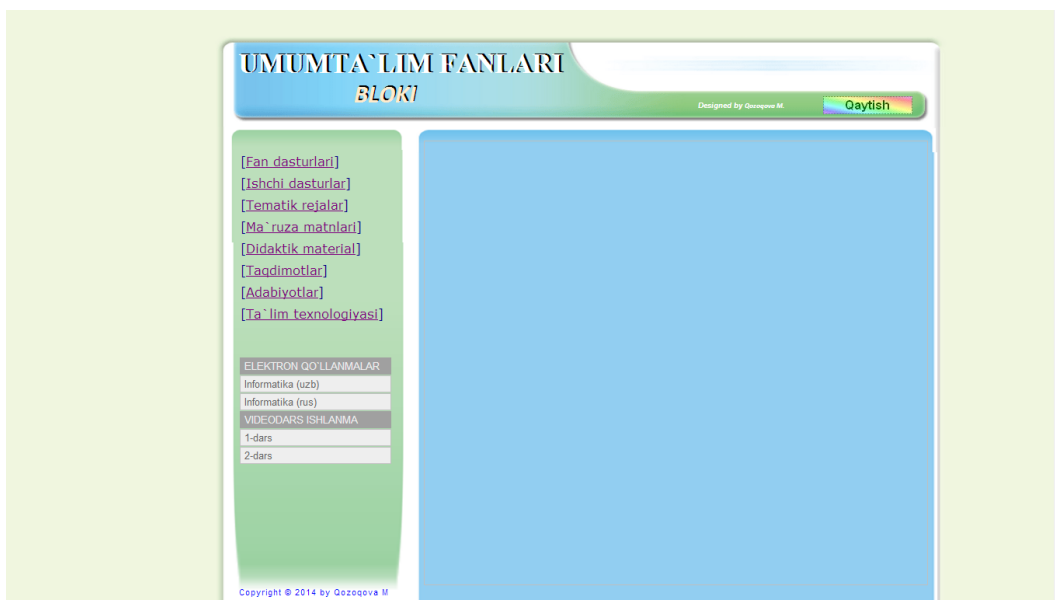 UMUMTA`LIM FANLARI
BLOKI
Designed by Qozoqova M.
Qaytish
[Fan dasturlari]
[Ishchi dasturlar]
[Tematik rejalar]
[Ma`ruza matnlari]
[Didaktik material]
[Taqdimotlar]
[Adabiyotlar]
[Ta`lim texnologiyasi]
ELEKTRON QO'LLANMALAR
Informatika (uzb)
Informatika (rus)
VIDEODARS ISHLANMA
1-dars
2-dars
Copyright © 2014 by Qozoqova M